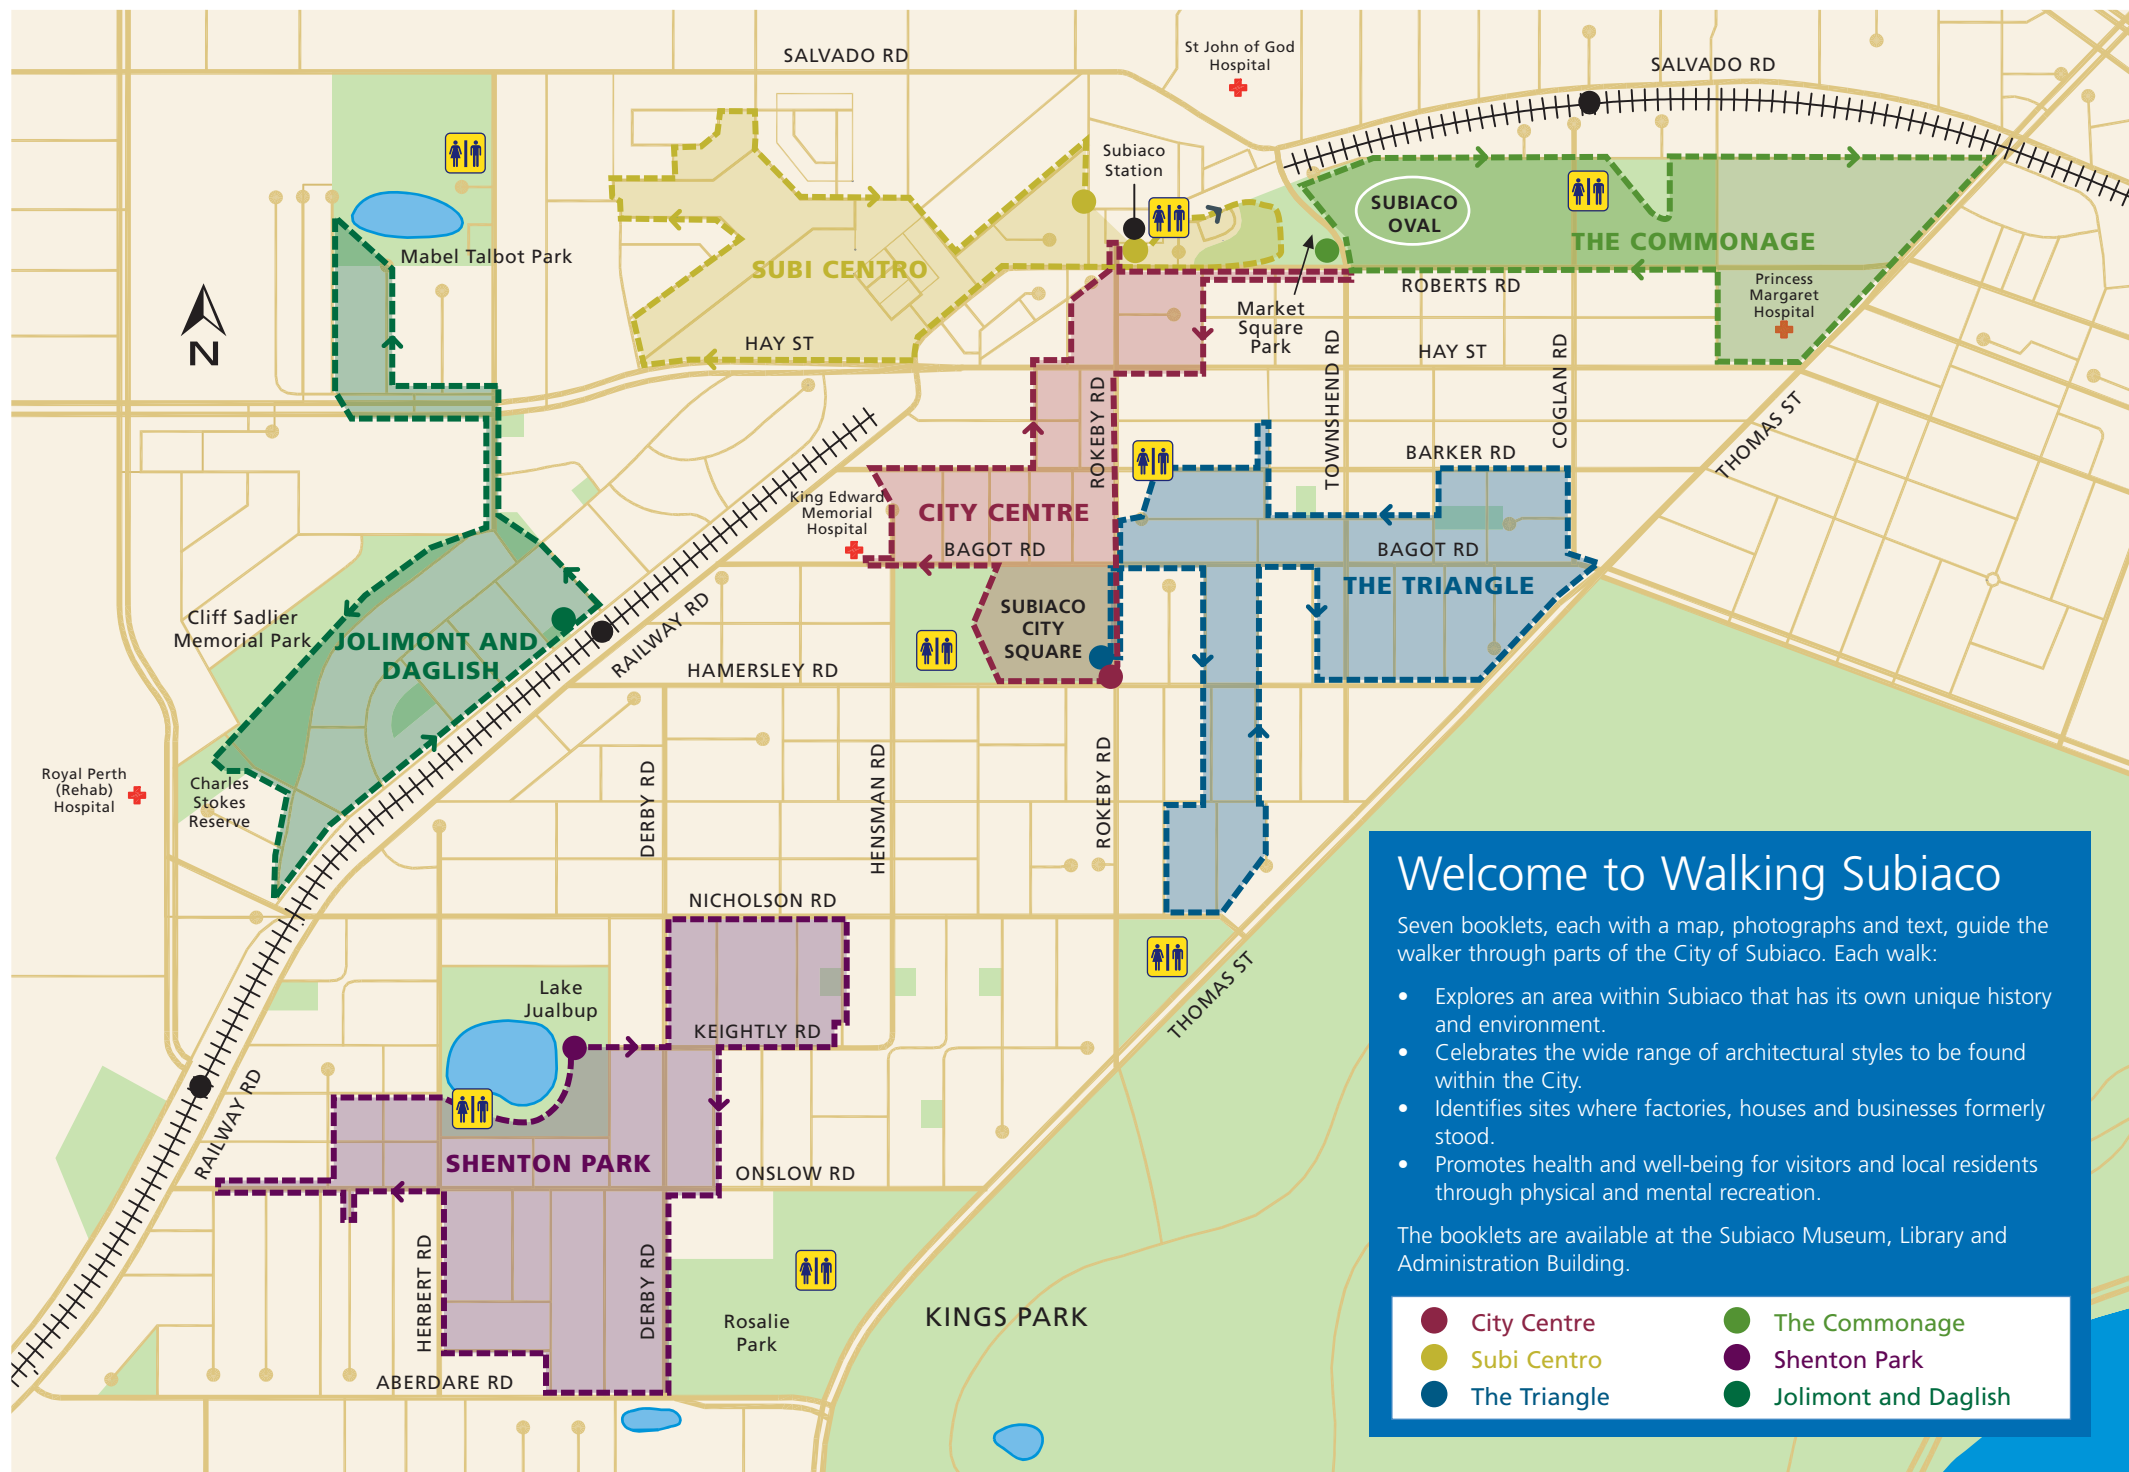 SALVADO RD
St John of God
Hospital
SALVADO RD
Subiaco
Station
SUBIACO
OVAL
THE COMMONAGE
Mabel Talbot Park
SUBI CENTRO
Princess
Margaret
Hospital
ROBERTS RD
Market
Square
Park
N
HAY ST
HAY ST
TOWNSHEND RD
COGLAN RD
ROKEBY RD
THOMAS ST
BARKER RD
King Edward
Memorial
Hospital
CITY CENTRE
BAGOT RD
BAGOT RD
THE TRIANGLE
SUBIACO
CITY
SQUARE
Cliff Sadlier
Memorial Park
JOLIMONT AND
DAGLISH
RAILWAY RD
HAMERSLEY RD
Royal Perth
(Rehab)
Hospital
Charles
Stokes
Reserve
DERBY RD
HENSMAN RD
ROKEBY RD
NICHOLSON RD
Lake
Jualbup
KEIGHTLY RD
THOMAS ST
RAILWAY RD
SHENTON PARK
ONSLOW RD
HERBERT RD
DERBY RD
Rosalie
Park
KINGS PARK
ABERDARE RD
Welcome to Walking Subiaco
Seven booklets, each with a map, photographs and text, guide the
walker through parts of the City of Subiaco. Each walk:
• Explores an area within Subiaco that has its own unique history
and environment.
• Celebrates the wide range of architectural styles to be found
within the City.
• Identifies sites where factories, houses and businesses formerly
stood.
• Promotes health and well-being for visitors and local residents
through physical and mental recreation.
The booklets are available at the Subiaco Museum, Library and
Administration Building.
City Centre
Subi Centro
The Triangle
The Commonage
Shenton Park
Jolimont and Daglish